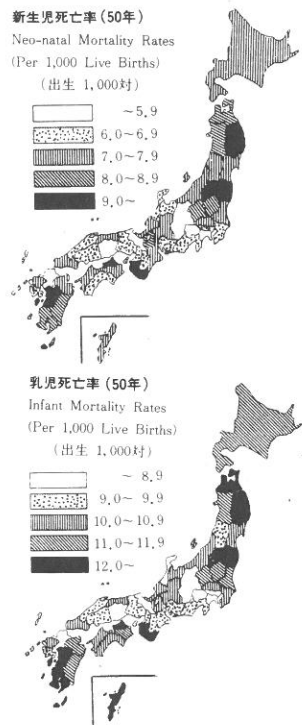 新生児死亡率(50年)
Neo-natal Mortality Rates
(Per 1,000 Live Births)
(出生 1,000対)
~5.9
6.0~6.9
7.0~7.9
8.0~8.9
9.0~
乳児死亡率(50年)
Infant Mortality Rates
(Per 1,000 Live Births)
(出生 1,000対)
~ 8.9
9.0~ 9.9
10.0~10.9
11.0~11.9
12.0~